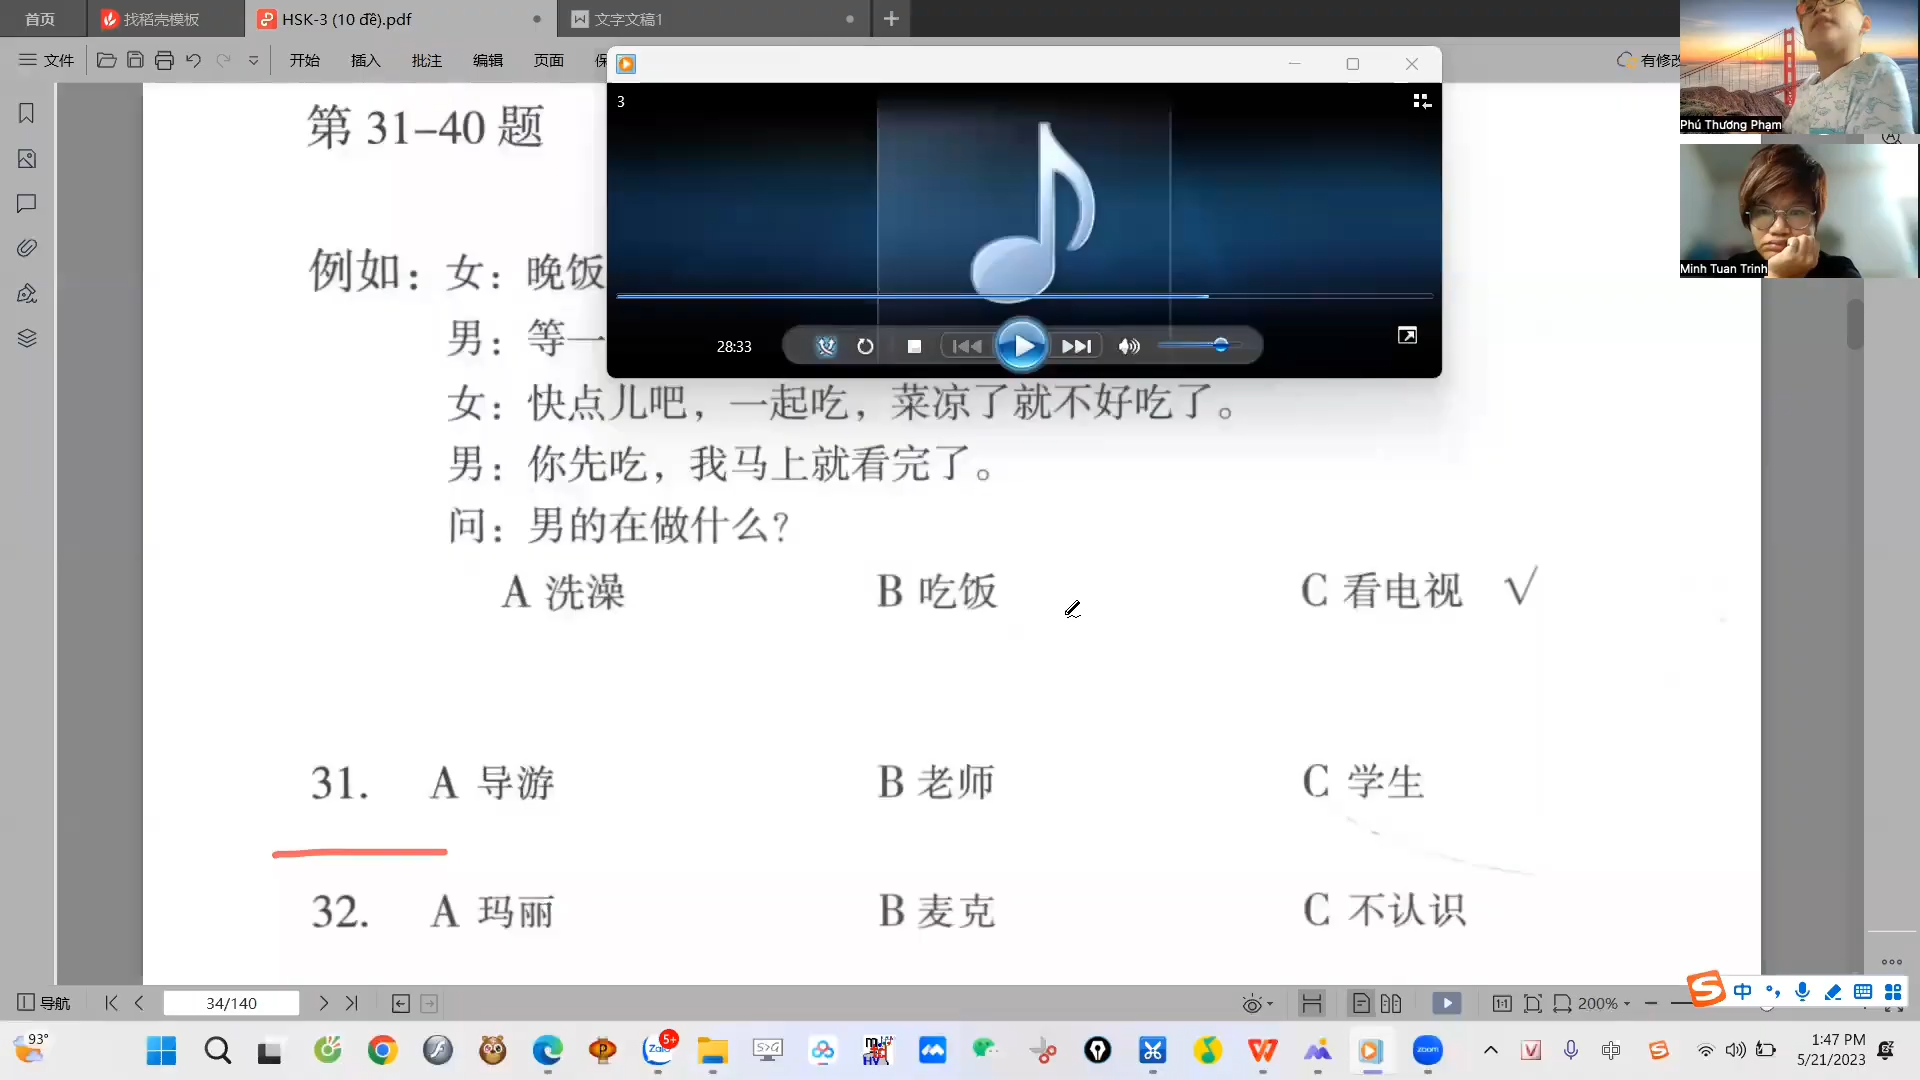 首页
找稻壳模板
HSK-3 (10 đề).pdf
文字文稿1
文件
开始
插入
批注
编辑
页面
保
有修改
Phú Thương Phạm
Minh Tuan Trinh
3
28:33
第 31–40 题
例如：女：晚饭
男：等一
女：快点儿吧，一起吃，菜凉了就不好吃了。
男：你先吃，我马上就看完了。
问：男的在做什么？
A 洗澡 B 吃饭 C 看电视 √
31. A 导游 B 老师 C 学生
32. A 玛丽 B 麦克 C 不认识
导航
34/140
1:1
200%
中
93°
Zalo
5+
zoom
1:47 PM
5/21/2023